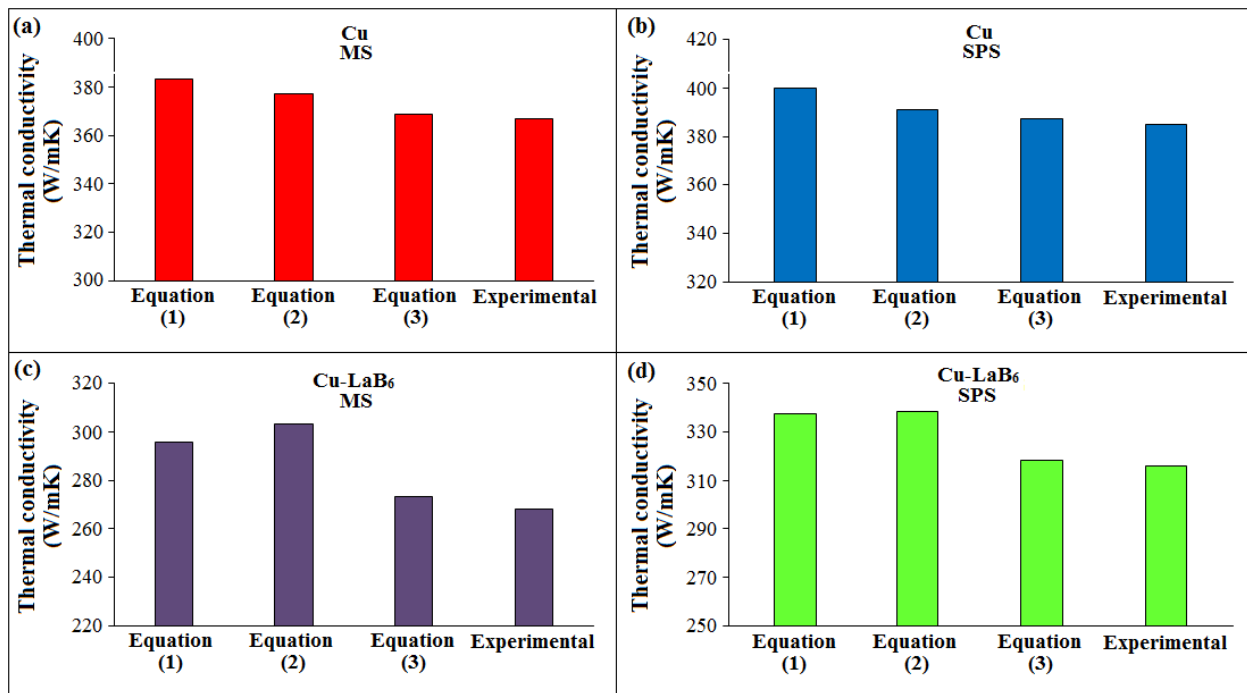 (a)
Cu
MS
Thermal conductivity
(W/mK)
400
380
360
340
320
300
Equation
(1)
Equation
(2)
Equation
(3)
Experimental
(b)
Cu
SPS
Thermal conductivity
(W/mK)
420
400
380
360
340
320
Equation
(1)
Equation
(2)
Equation
(3)
Experimental
(c)
Cu-LaB₆
MS
Thermal conductivity
(W/mK)
320
300
280
260
240
220
Equation
(1)
Equation
(2)
Equation
(3)
Experimental
(d)
Cu-LaB₆
SPS
Thermal conductivity
(W/mK)
350
330
310
290
270
250
Equation
(1)
Equation
(2)
Equation
(3)
Experimental